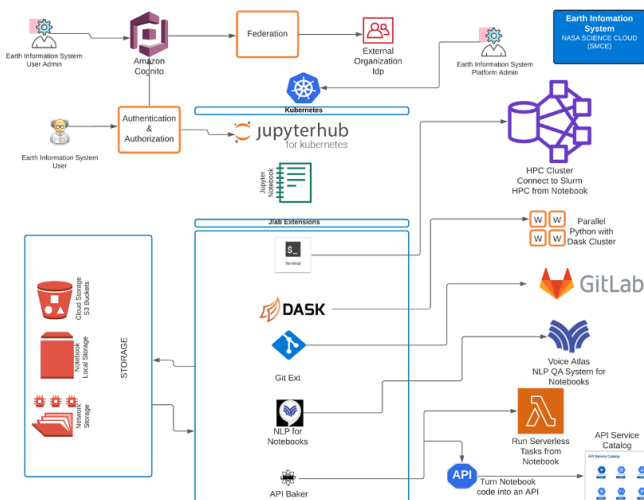 Earth Infomation
System
NASA SCIENCE CLOUD
(SMCE)
Earth Information System
User Admin
Amazon
Cognito
Federation
External
Organization
Idp
Earth Information System
Platform Admin
Kubernetes
Earth Information System
User
Authentication
&
Authorization
jupyterhub
for kubernetes
HPC Cluster
Connect to Slurm
HPC from Notebook
Jupyter
Notebook
Jlab Extensions
$_
Terminal
W W
W W
Parallel
Python with
Dask Cluster
DASK
GitLab
Git Ext
Voice Atlas
NLP QA System for
Notebooks
NLP for
Notebooks
Run Serverless
Tasks from
Notebook
API Baker
API
Turn Notebook
code into an API
API Service
Catalog
API Service Catalog
STORAGE
Cloud Storage
S3 Buckets
Notebook
Local Storage
Network
Storage